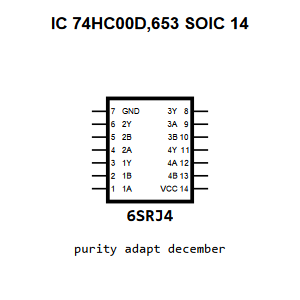 IC 74HC00D,653 SOIC 14
7 GND 3Y 8
6 2Y 3A 9
5 2B 3B 10
4 2A 4Y 11
3 1Y 4A 12
2 1B 4B 13
1 1A VCC 14
6SRJ4
purity adapt december